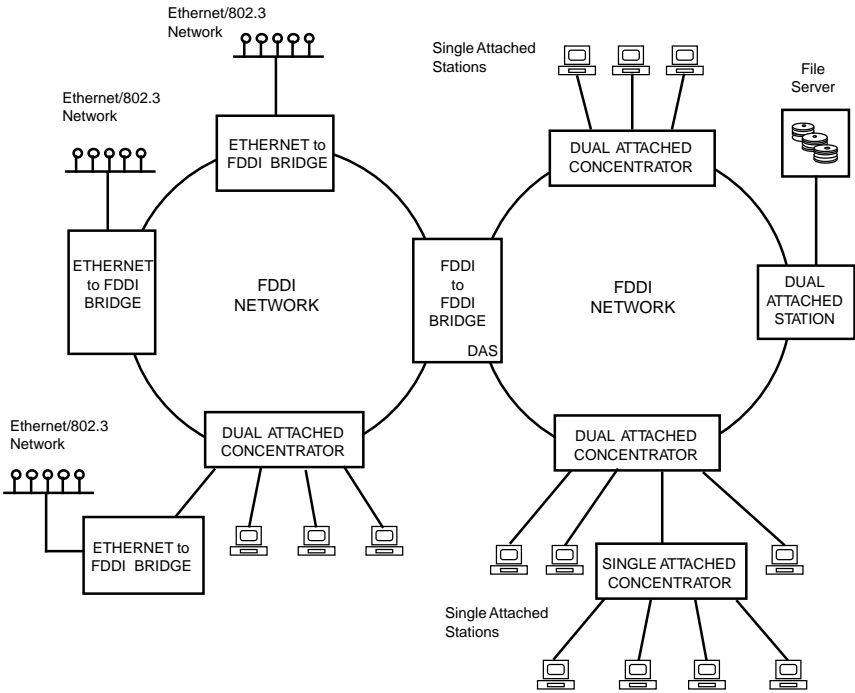 Ethernet/802.3
Network
Single Attached
Stations
File
Server
Ethernet/802.3
Network
ETHERNET to
FDDI BRIDGE
DUAL ATTACHED
CONCENTRATOR
ETHERNET
to FDDI
BRIDGE
FDDI
NETWORK
FDDI
to
FDDI
BRIDGE
DAS
FDDI
NETWORK
DUAL
ATTACHED
STATION
Ethernet/802.3
Network
DUAL ATTACHED
CONCENTRATOR
DUAL ATTACHED
CONCENTRATOR
ETHERNET to
FDDI BRIDGE
SINGLE ATTACHED
CONCENTRATOR
Single Attached
Stations